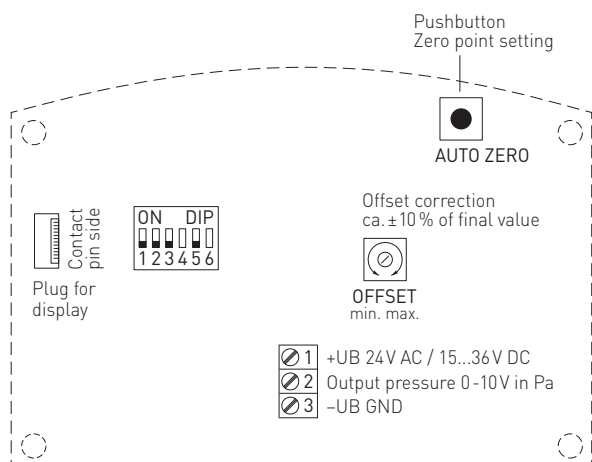 Pushbutton
Zero point setting
AUTO ZERO
Offset correction
ca. ± 10 % of final value
ON DIP
1 2 3 4 5 6
Contact
pin side
Plug for
display
OFFSET
min. max.
1 +UB 24 V AC / 15...36 V DC
2 Output pressure 0 -10 V in Pa
3 –UB GND